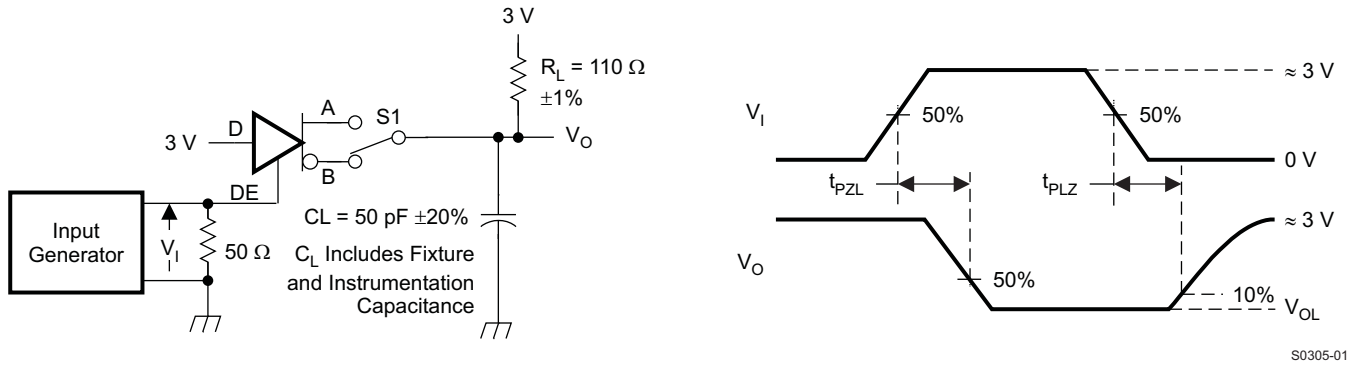 3 V
R_L = 110 Ω
±1%
A
S1
D
3 V
V_O
B
DE
Input
Generator
V_I
50 Ω
CL = 50 pF ±20%
C_L Includes Fixture
and Instrumentation
Capacitance
≈ 3 V
V_I
50%
50%
0 V
t_PZL
t_PLZ
≈ 3 V
V_O
50%
10%
V_OL
S0305-01